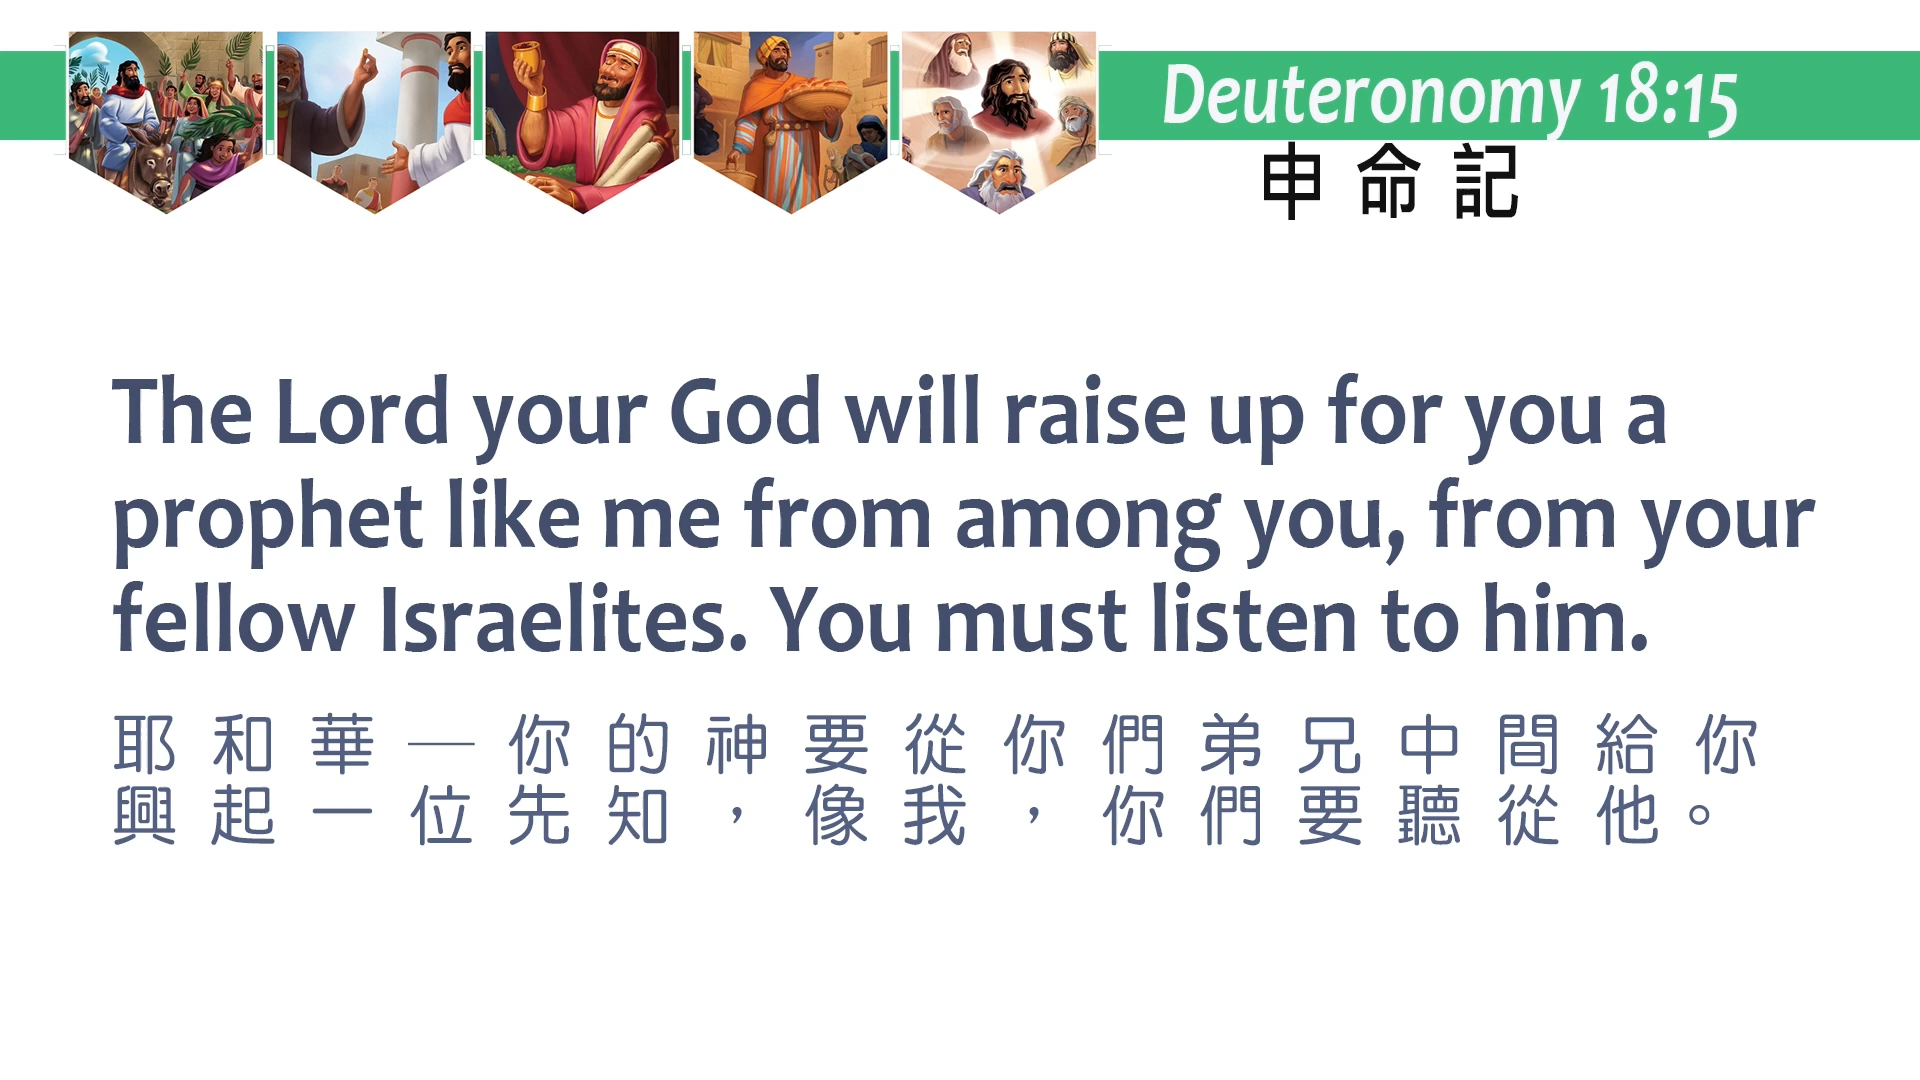 Deuteronomy 18:15
申命記
The Lord your God will raise up for you a
prophet like me from among you, from your
fellow Israelites. You must listen to him.
耶和華—你的神要從你們弟兄中間給你
興起一位先知，像我，你們要聽從他。